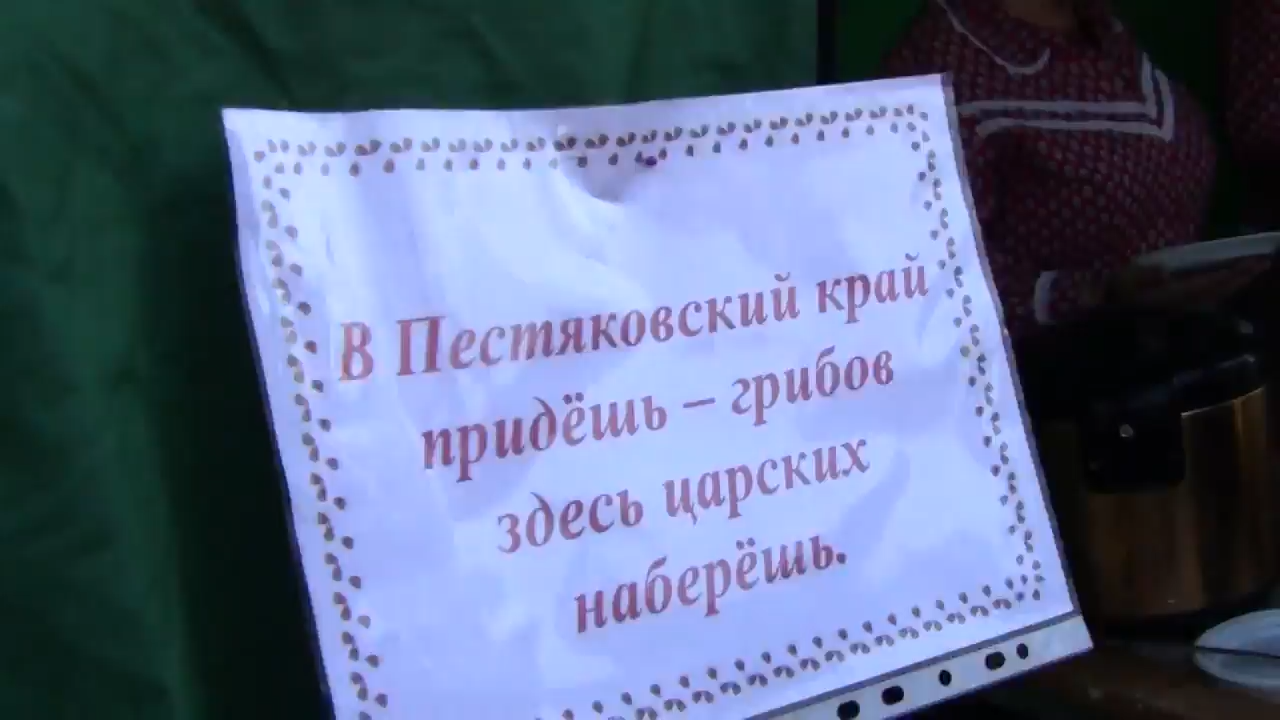 В Пестяковский край
придёшь – грибов
здесь царских
наберёшь.